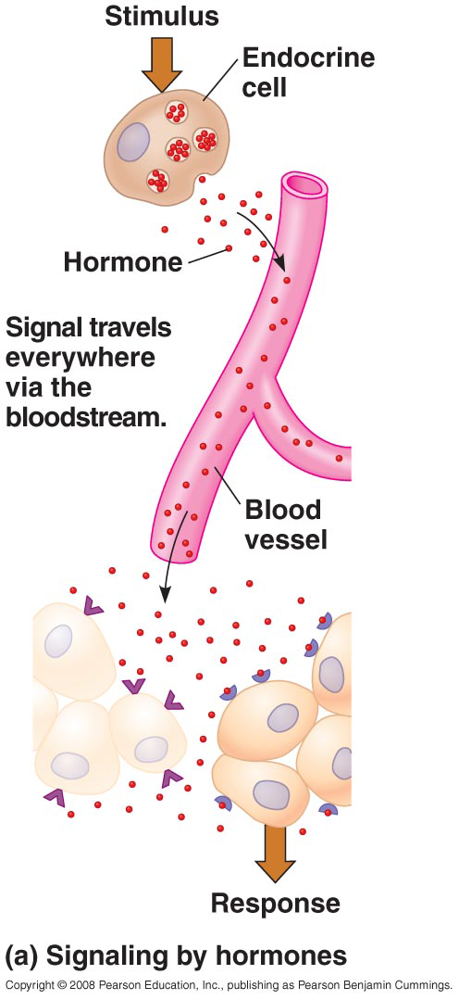 Stimulus
Endocrine
cell
Hormone
Signal travels
everywhere
via the
bloodstream.
Blood
vessel
Response
(a) Signaling by hormones
Copyright © 2008 Pearson Education, Inc., publishing as Pearson Benjamin Cummings.